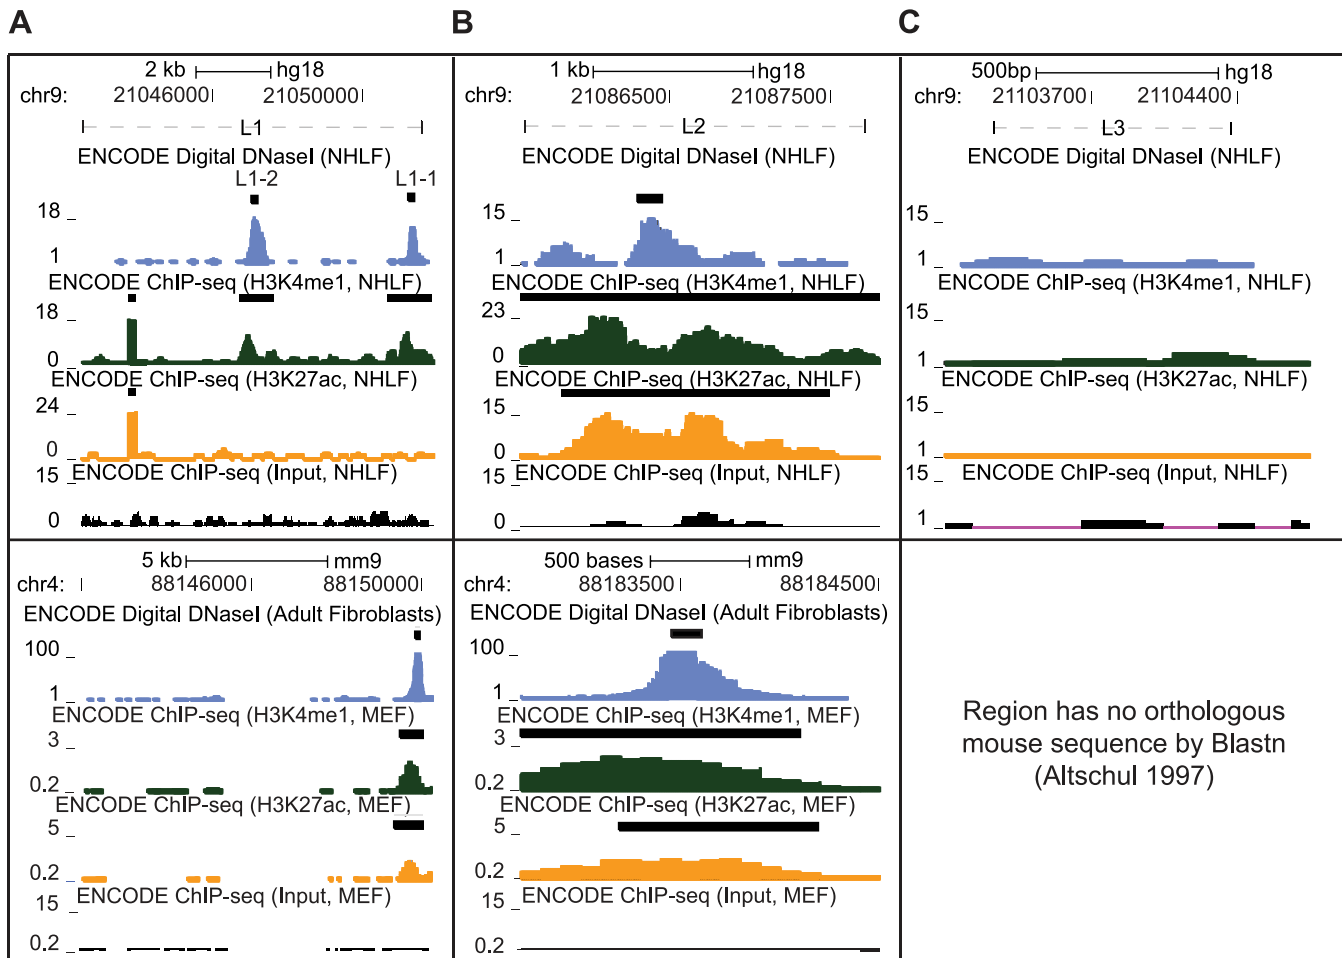 A
B
C
2 kb hg18
chr9: 21046000 21050000
L1
ENCODE Digital DNaseI (NHLF)
L1-2 L1-1
18
1
ENCODE ChIP-seq (H3K4me1, NHLF)
18
0
ENCODE ChIP-seq (H3K27ac, NHLF)
24
0
ENCODE ChIP-seq (Input, NHLF)
15
0
1 kb hg18
chr9: 21086500 21087500
L2
ENCODE Digital DNaseI (NHLF)
15
1
ENCODE ChIP-seq (H3K4me1, NHLF)
23
0
ENCODE ChIP-seq (H3K27ac, NHLF)
15
0
ENCODE ChIP-seq (Input, NHLF)
15
0
500bp hg18
chr9: 21103700 21104400
L3
ENCODE Digital DNaseI (NHLF)
15
1
ENCODE ChIP-seq (H3K4me1, NHLF)
15
1
ENCODE ChIP-seq (H3K27ac, NHLF)
15
1
ENCODE ChIP-seq (Input, NHLF)
15
1
5 kb mm9
chr4: 88146000 88150000
ENCODE Digital DNaseI (Adult Fibroblasts)
100
1
ENCODE ChIP-seq (H3K4me1, MEF)
3
0.2
ENCODE ChIP-seq (H3K27ac, MEF)
5
0.2
ENCODE ChIP-seq (Input, MEF)
15
0.2
500 bases mm9
chr4: 88183500 88184500
ENCODE Digital DNaseI (Adult Fibroblasts)
100
1
ENCODE ChIP-seq (H3K4me1, MEF)
3
0.2
ENCODE ChIP-seq (H3K27ac, MEF)
5
0.2
ENCODE ChIP-seq (Input, MEF)
15
0.2
Region has no orthologous
mouse sequence by Blastn
(Altschul 1997)